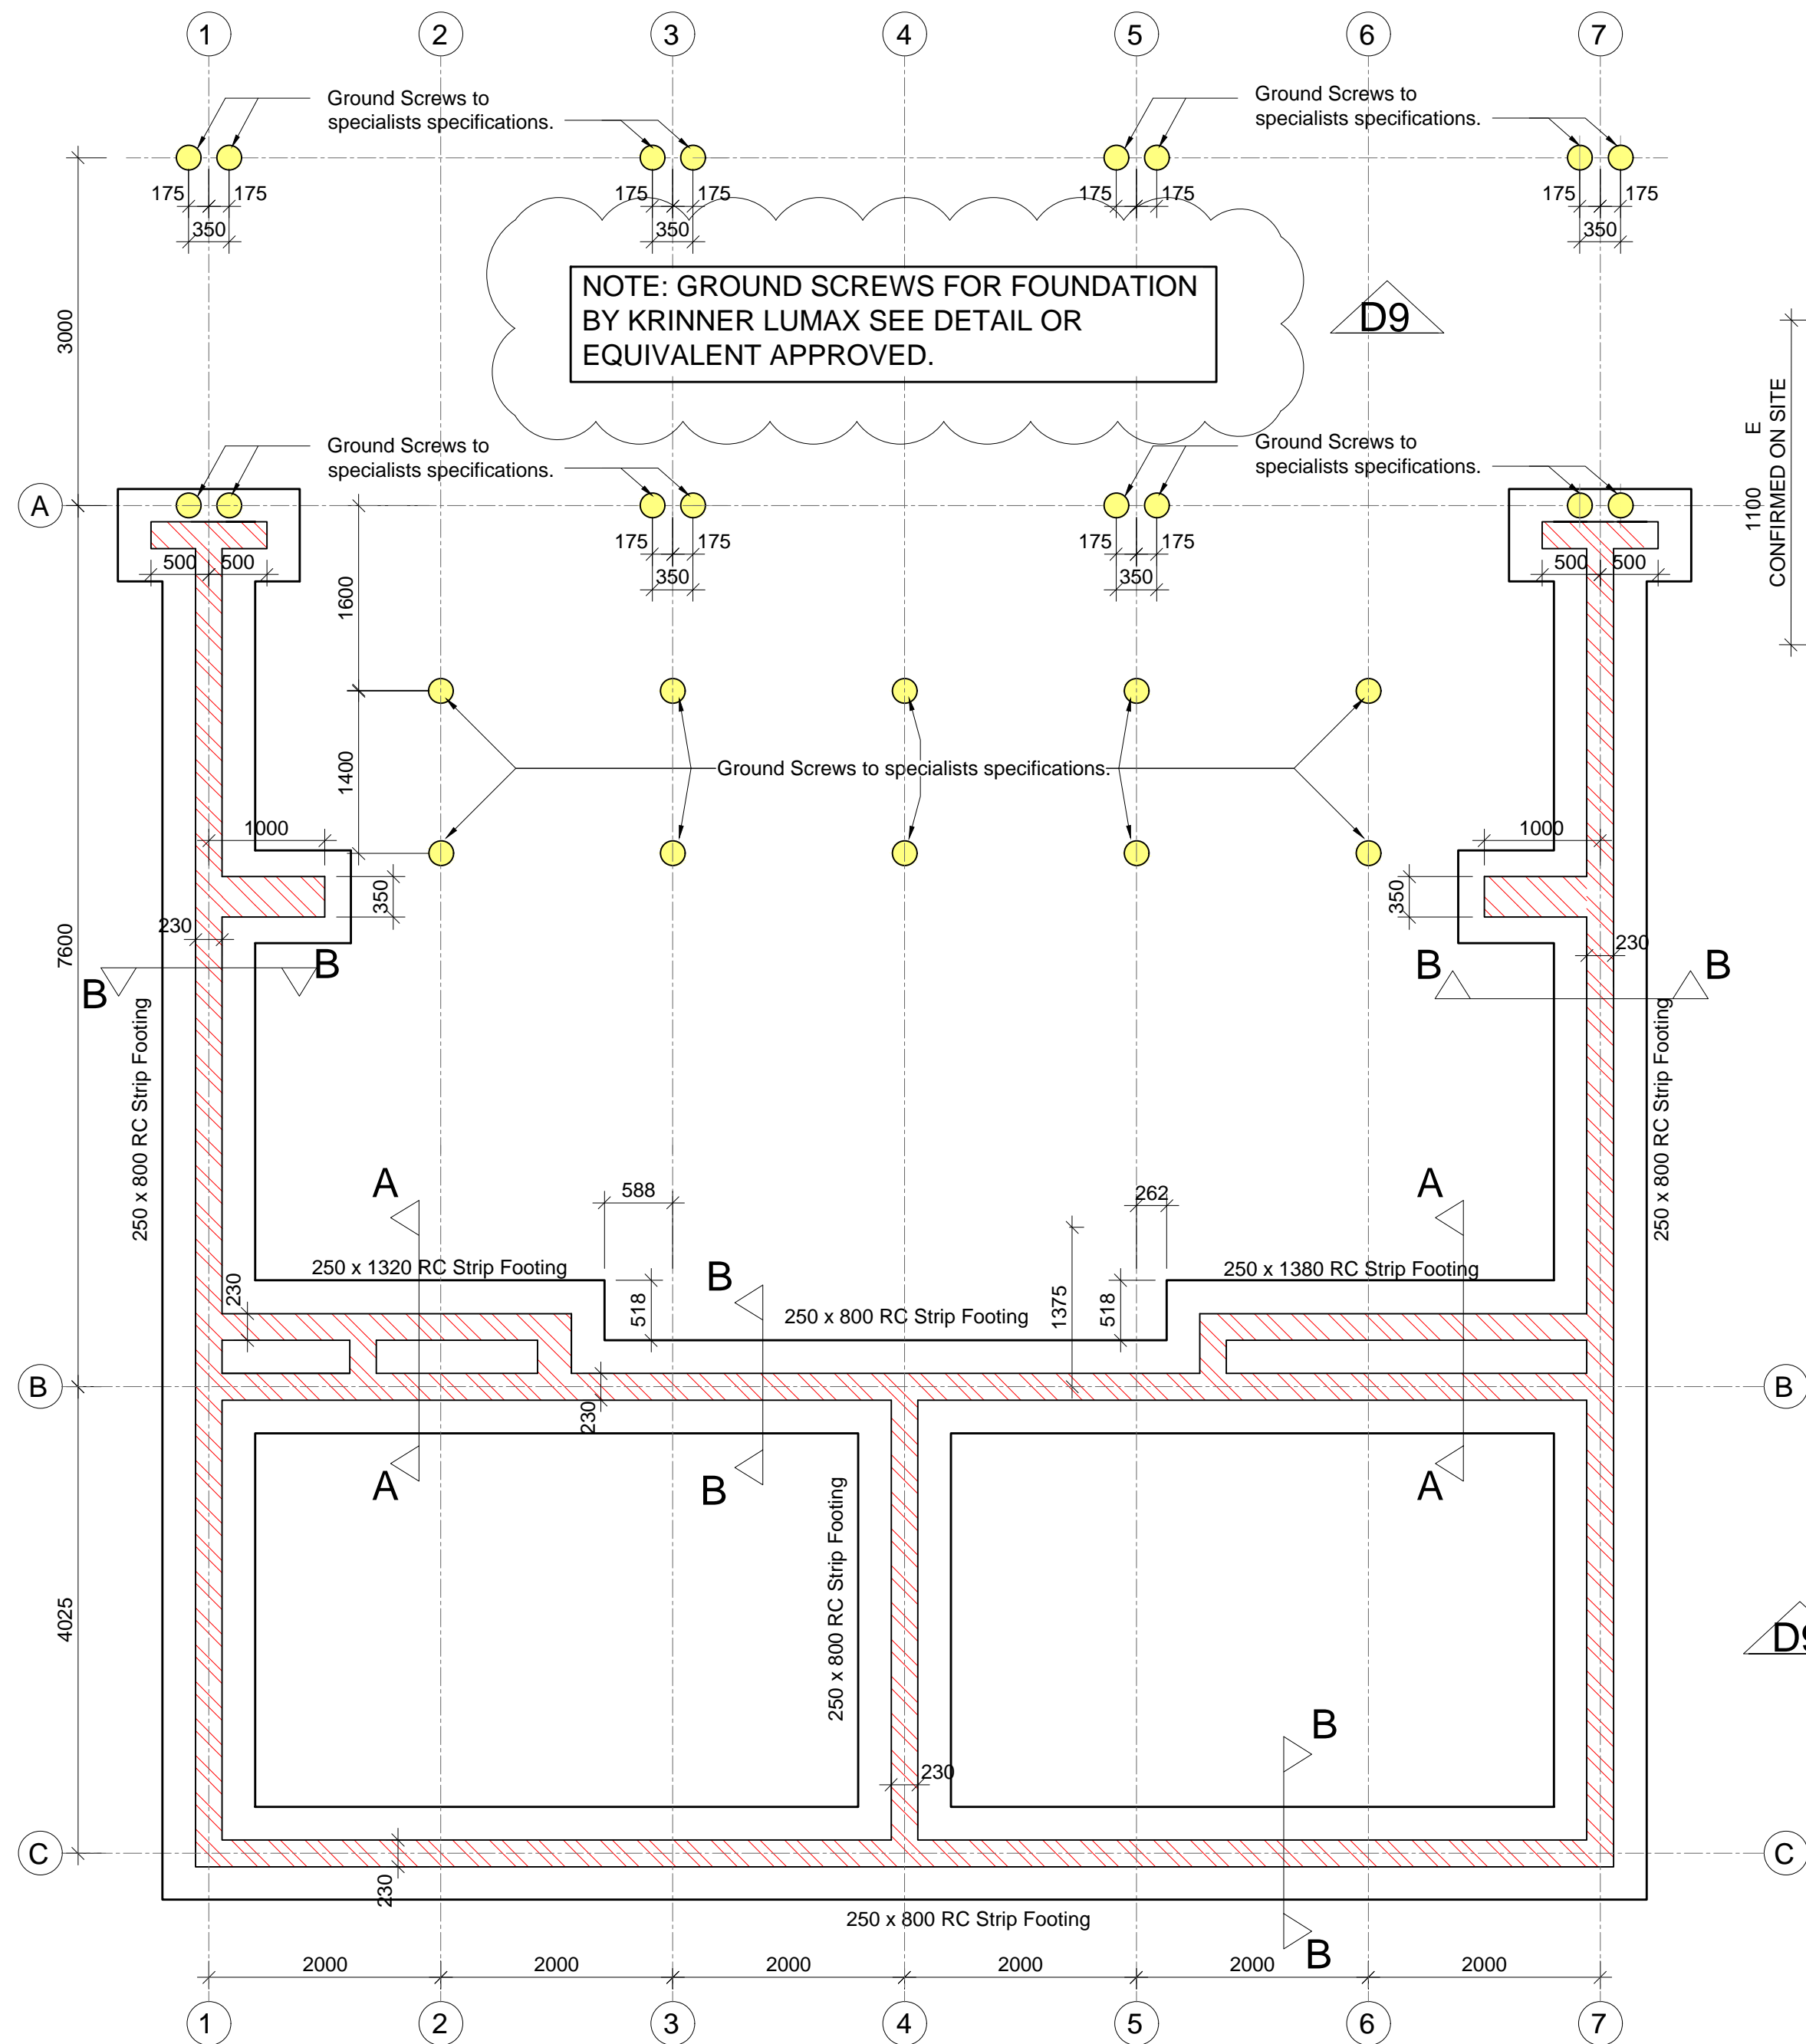 1 2 3 4 5 6 7
Ground Screws to
specialists specifications.
Ground Screws to
specialists specifications.
175 175 175 175 175 175 175 175
350 350 350 350
3000
NOTE: GROUND SCREWS FOR FOUNDATION
BY KRINNER LUMAX SEE DETAIL OR
EQUIVALENT APPROVED.
D9
1100 E
CONFIRMED ON SITE
Ground Screws to
specialists specifications.
Ground Screws to
specialists specifications.
A
500 500 175 175 175 175 500 500
350 350
1600
1400
Ground Screws to specialists specifications.
1000 1000
350 350
230 230
7600
B B B B
250 x 800 RC Strip Footing
250 x 800 RC Strip Footing
A 588 262 A
250 x 1320 RC Strip Footing
250 x 1380 RC Strip Footing
230 518 B 1375 518
250 x 800 RC Strip Footing
B B
230
A B A
250 x 800 RC Strip Footing
4025
D9
B
230
C C
230
250 x 800 RC Strip Footing
B
2000 2000 2000 2000 2000 2000
1 2 3 4 5 6 7